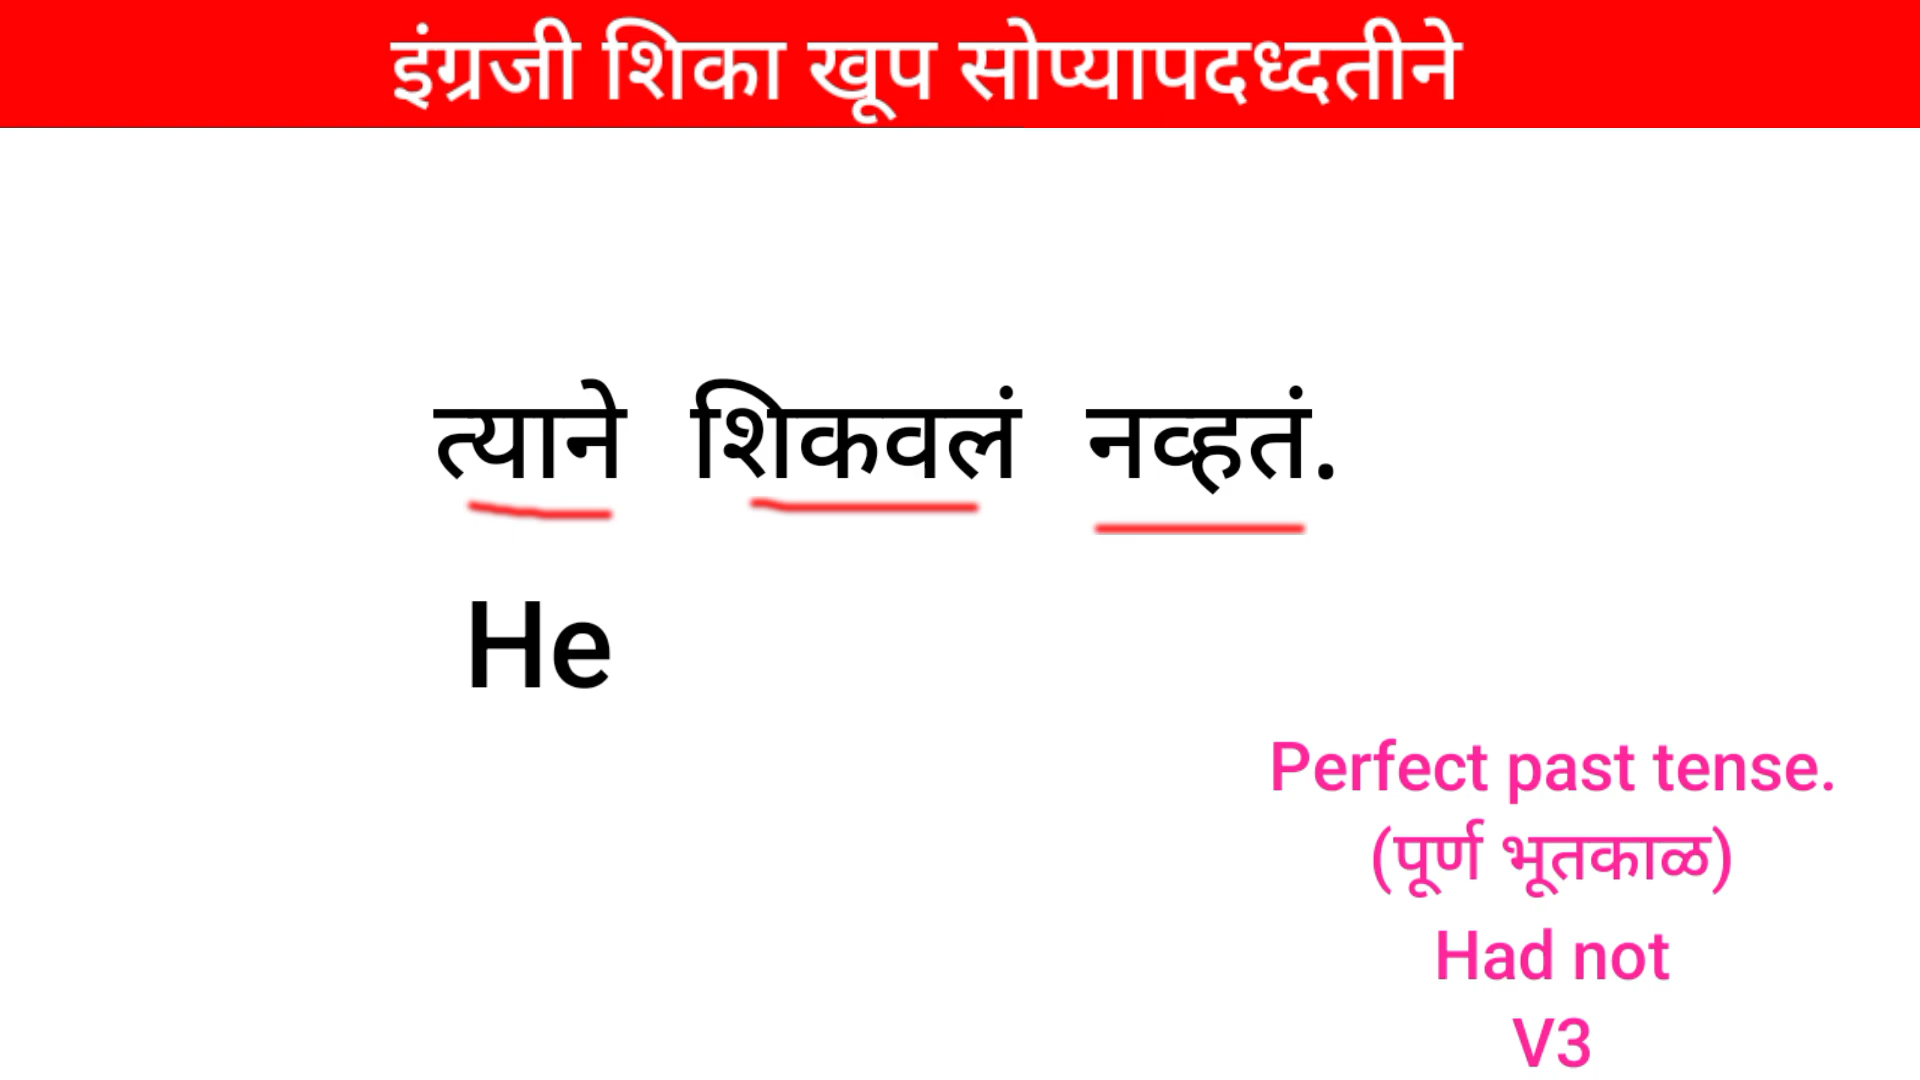 इंग्रजी शिका खूप सोप्यापदध्दतीने
त्याने शिकवलं नव्हतं.
He
Perfect past tense.
(पूर्ण भूतकाळ)
Had not
V3